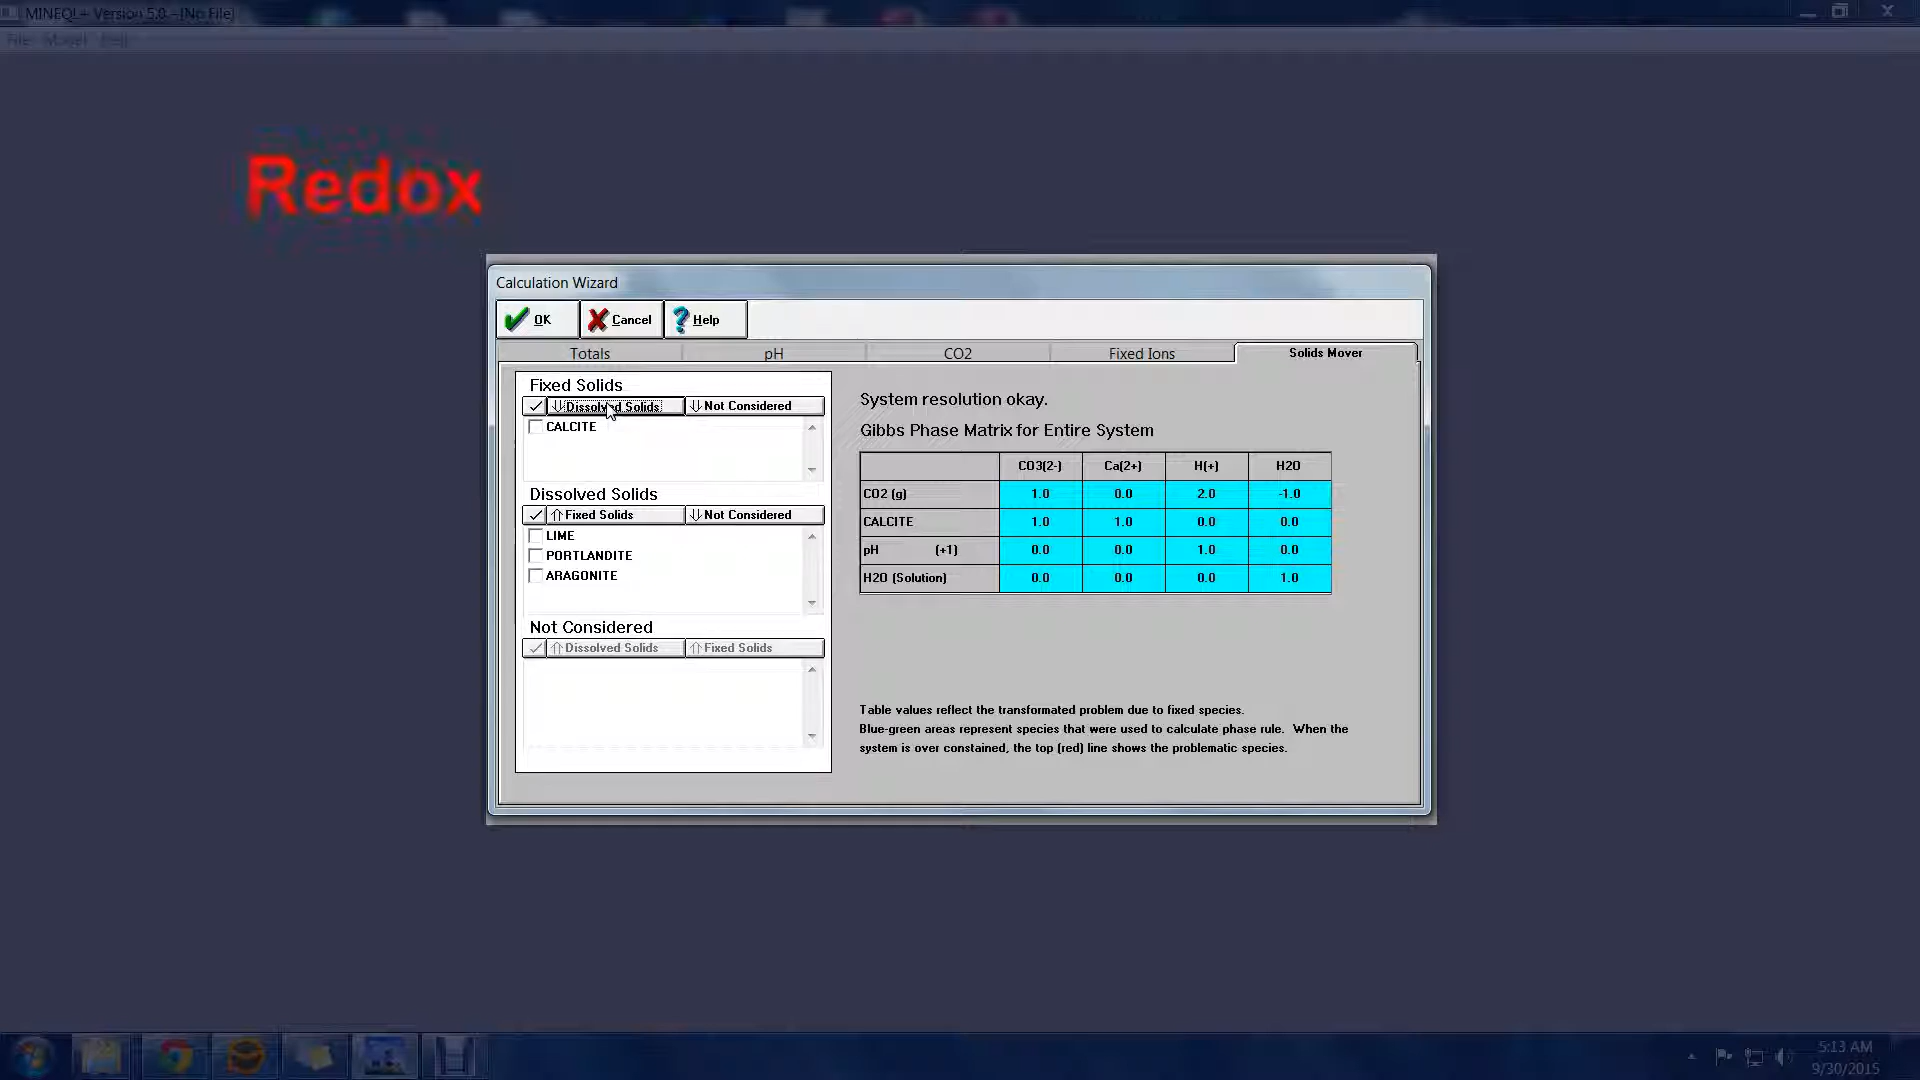 MINEQL+ Version 5.0 - [No File]
File Model Help
Redox
Calculation Wizard
OK Cancel Help
Totals pH CO2 Fixed Ions Solids Mover
Fixed Solids
Dissolved Solids Not Considered
CALCITE
Dissolved Solids
Fixed Solids Not Considered
LIME
PORTLANDITE
ARAGONITE
Not Considered
Dissolved Solids Fixed Solids
System resolution okay.
Gibbs Phase Matrix for Entire System
CO3(2-) Ca(2+) H(+) H2O
CO2 (g) 1.0 0.0 2.0 -1.0
CALCITE 1.0 1.0 0.0 0.0
pH (+1) 0.0 0.0 1.0 0.0
H2O (Solution) 0.0 0.0 0.0 1.0
Table values reflect the transformated problem due to fixed species.
Blue-green areas represent species that were used to calculate phase rule. When the
system is over constained, the top (red) line shows the problematic species.
5:13 AM
9/30/2015